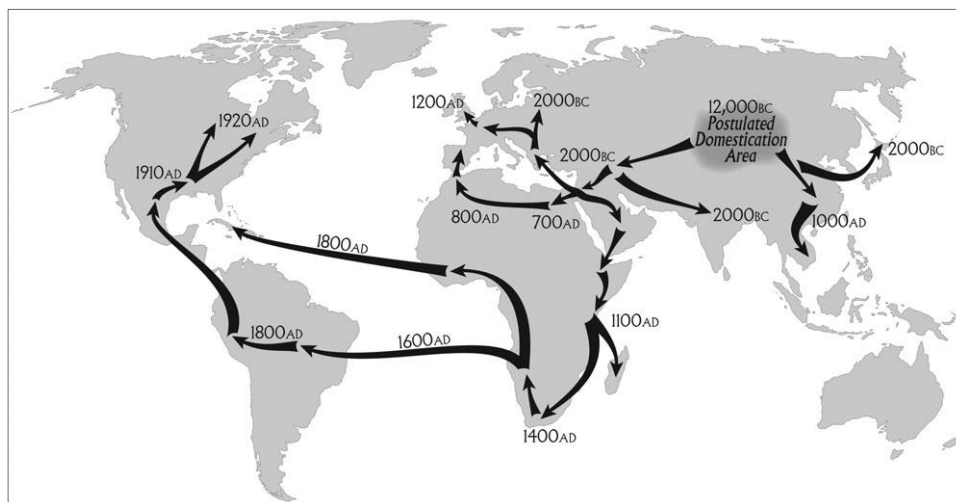 1920AD
1910AD
1800AD
1800AD
1600AD
1200AD
2000BC
12,000BC
Postulated
Domestication
Area
2000BC
2000BC
2000BC
1000AD
800AD
700AD
1100AD
1400AD